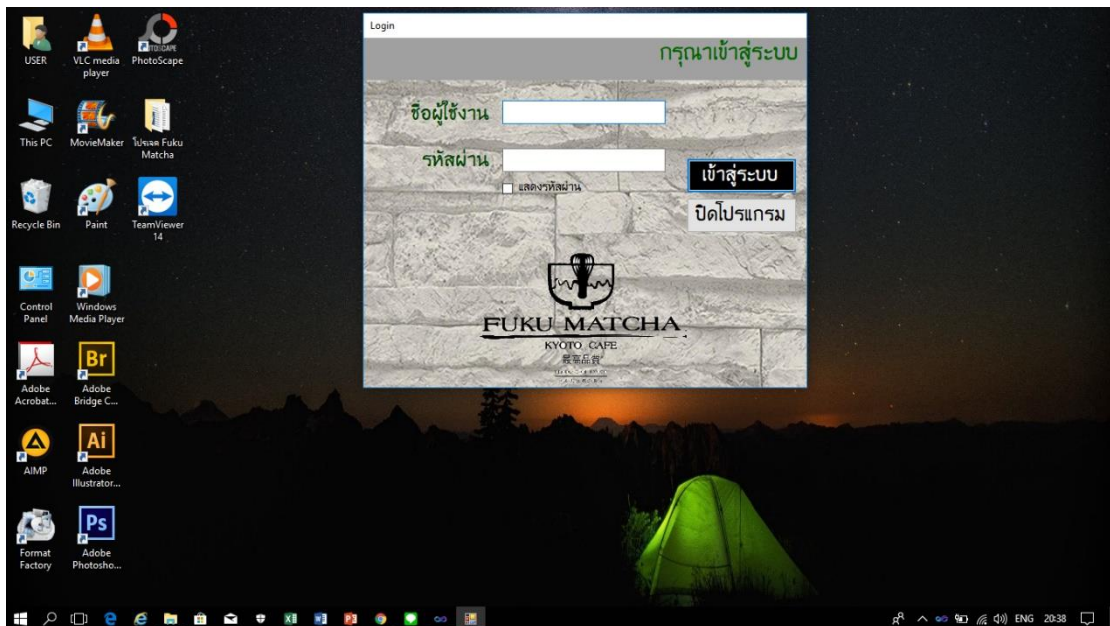 USER
VLC media
player
PhotoScape
This PC
MovieMaker
โปรเจค Fuku
Matcha
Recycle Bin
Paint
TeamViewer
14
Control
Panel
Windows
Media Player
Adobe
Acrobat...
Br
Adobe
Bridge C...
AIMP
Ai
Adobe
Illustrator...
Format
Factory
Ps
Adobe
Photosho...
Login
กรุณาเข้าสู่ระบบ
ชื่อผู้ใช้งาน
รหัสผ่าน
แสดงรหัสผ่าน
เข้าสู่ระบบ
ปิดโปรแกรม
FUKU MATCHA
KYOTO CAFE
ENG 20:38